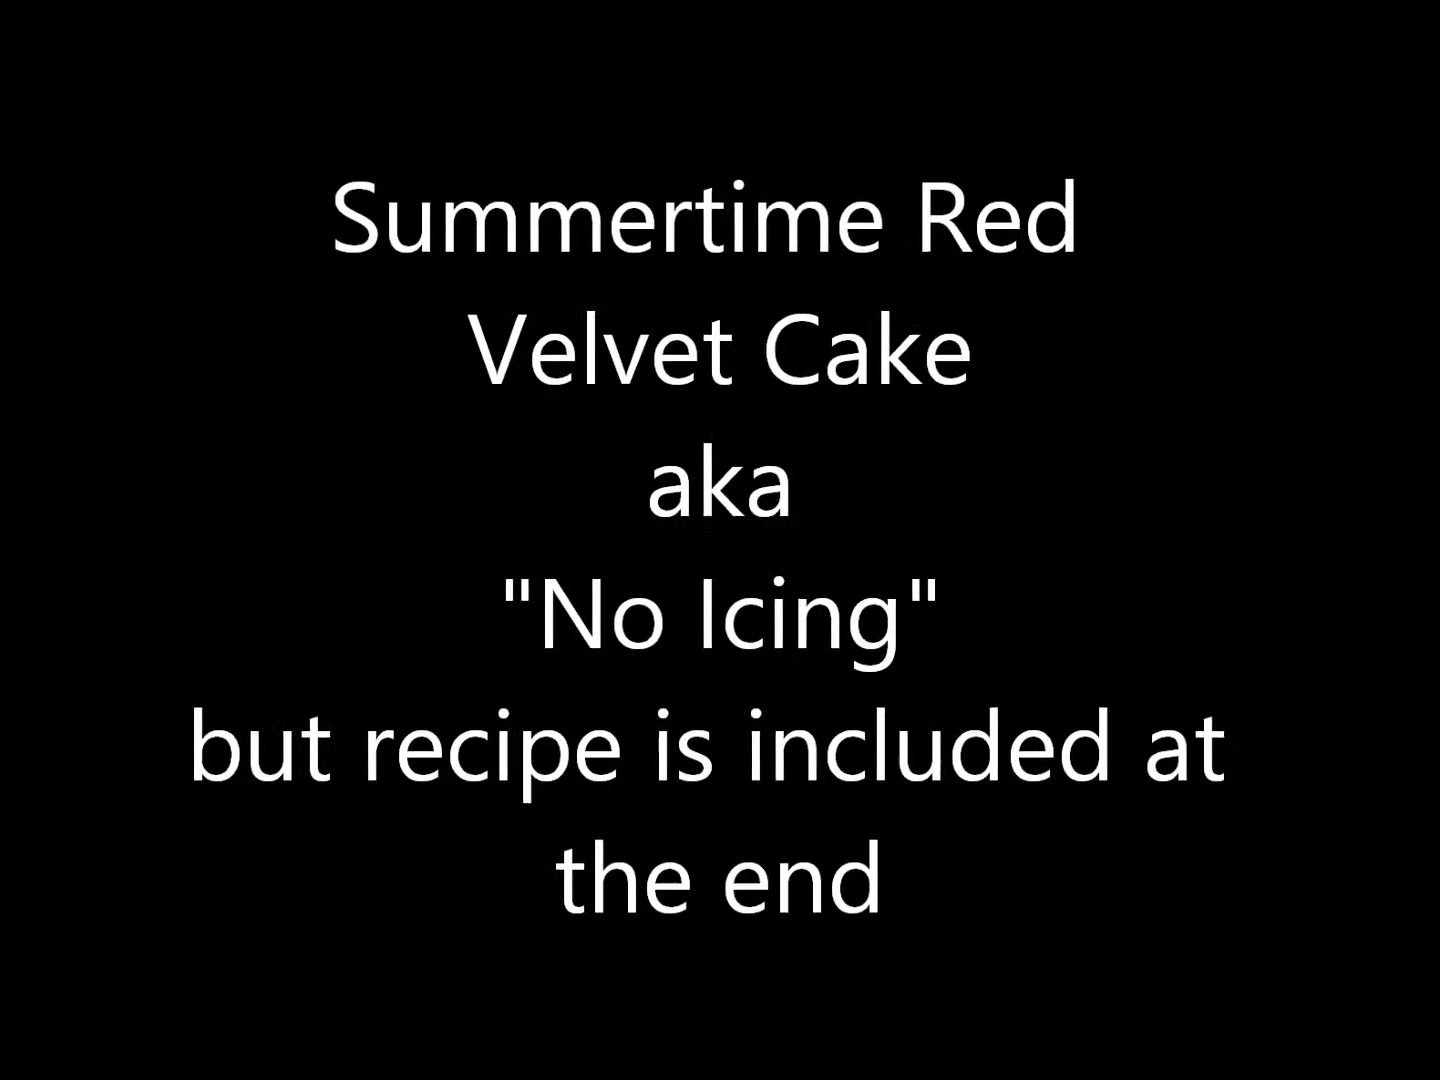 Summertime Red
Velvet Cake
aka
"No Icing"
but recipe is included at
the end